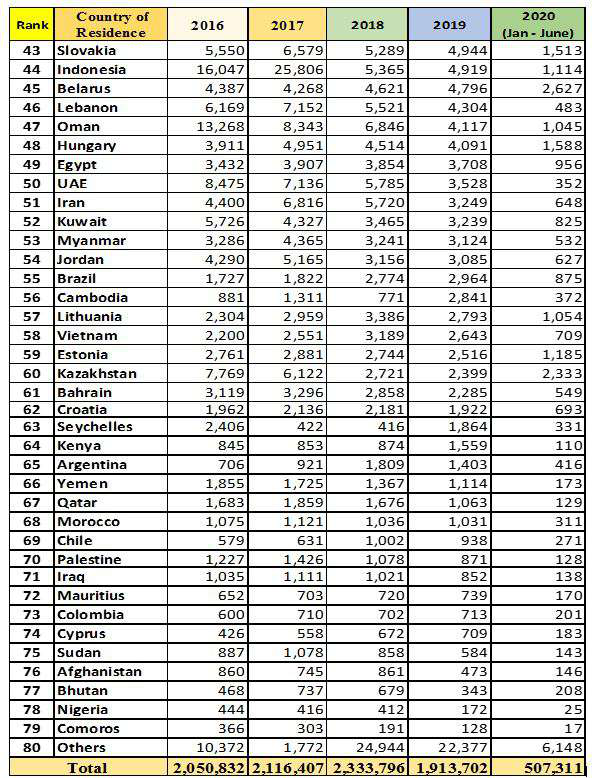 Rank Country of Residence 2016 2017 2018 2019 2020 (Jan - June)
43 Slovakia 5,550 6,579 5,289 4,944 1,513
44 Indonesia 16,047 25,806 5,365 4,919 1,114
45 Belarus 4,387 4,268 4,621 4,796 2,627
46 Lebanon 6,169 7,152 5,521 4,304 483
47 Oman 13,268 8,343 6,846 4,117 1,045
48 Hungary 3,911 4,951 4,514 4,091 1,588
49 Egypt 3,432 3,907 3,854 3,708 956
50 UAE 8,475 7,136 5,785 3,528 352
51 Iran 4,400 6,816 5,720 3,249 648
52 Kuwait 5,726 4,327 3,465 3,239 825
53 Myanmar 3,286 4,365 3,241 3,124 532
54 Jordan 4,290 5,165 3,156 3,085 627
55 Brazil 1,727 1,822 2,774 2,964 875
56 Cambodia 881 1,311 771 2,841 372
57 Lithuania 2,304 2,959 3,386 2,793 1,054
58 Vietnam 2,200 2,551 3,189 2,643 709
59 Estonia 2,761 2,881 2,744 2,516 1,185
60 Kazakhstan 7,769 6,122 2,721 2,399 2,333
61 Bahrain 3,119 3,296 2,858 2,285 549
62 Croatia 1,962 2,136 2,181 1,922 693
63 Seychelles 2,406 422 416 1,864 331
64 Kenya 845 853 874 1,559 110
65 Argentina 706 921 1,809 1,403 416
66 Yemen 1,855 1,725 1,367 1,114 173
67 Qatar 1,683 1,859 1,676 1,063 129
68 Morocco 1,075 1,121 1,036 1,031 311
69 Chile 579 631 1,002 938 271
70 Palestine 1,227 1,426 1,078 871 128
71 Iraq 1,035 1,111 1,021 852 138
72 Mauritius 652 703 720 739 170
73 Colombia 600 710 702 713 201
74 Cyprus 426 558 672 709 183
75 Sudan 887 1,078 858 584 143
76 Afghanistan 860 745 861 473 146
77 Bhutan 468 737 679 343 208
78 Nigeria 444 416 412 172 25
79 Comoros 366 303 191 128 17
80 Others 10,372 1,772 24,944 22,377 6,148
Total 2,050,832 2,116,407 2,333,796 1,913,702 507,311